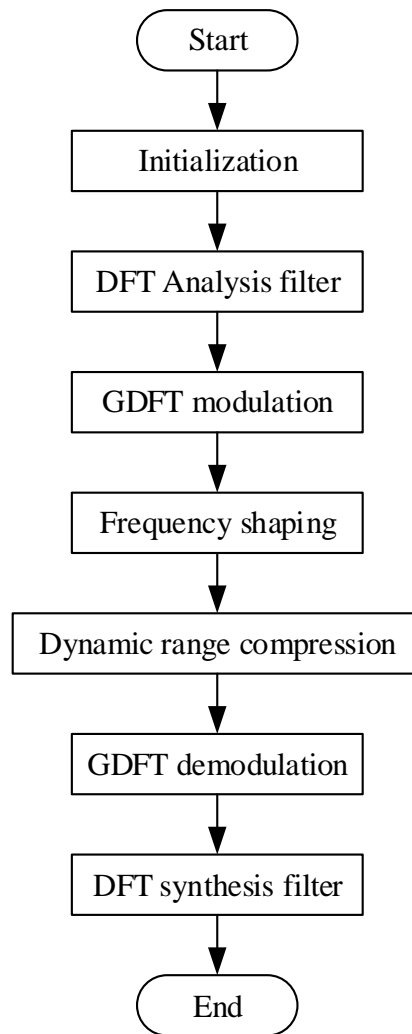 Start
Initialization
DFT Analysis filter
GDFT modulation
Frequency shaping
Dynamic range compression
GDFT demodulation
DFT synthesis filter
End